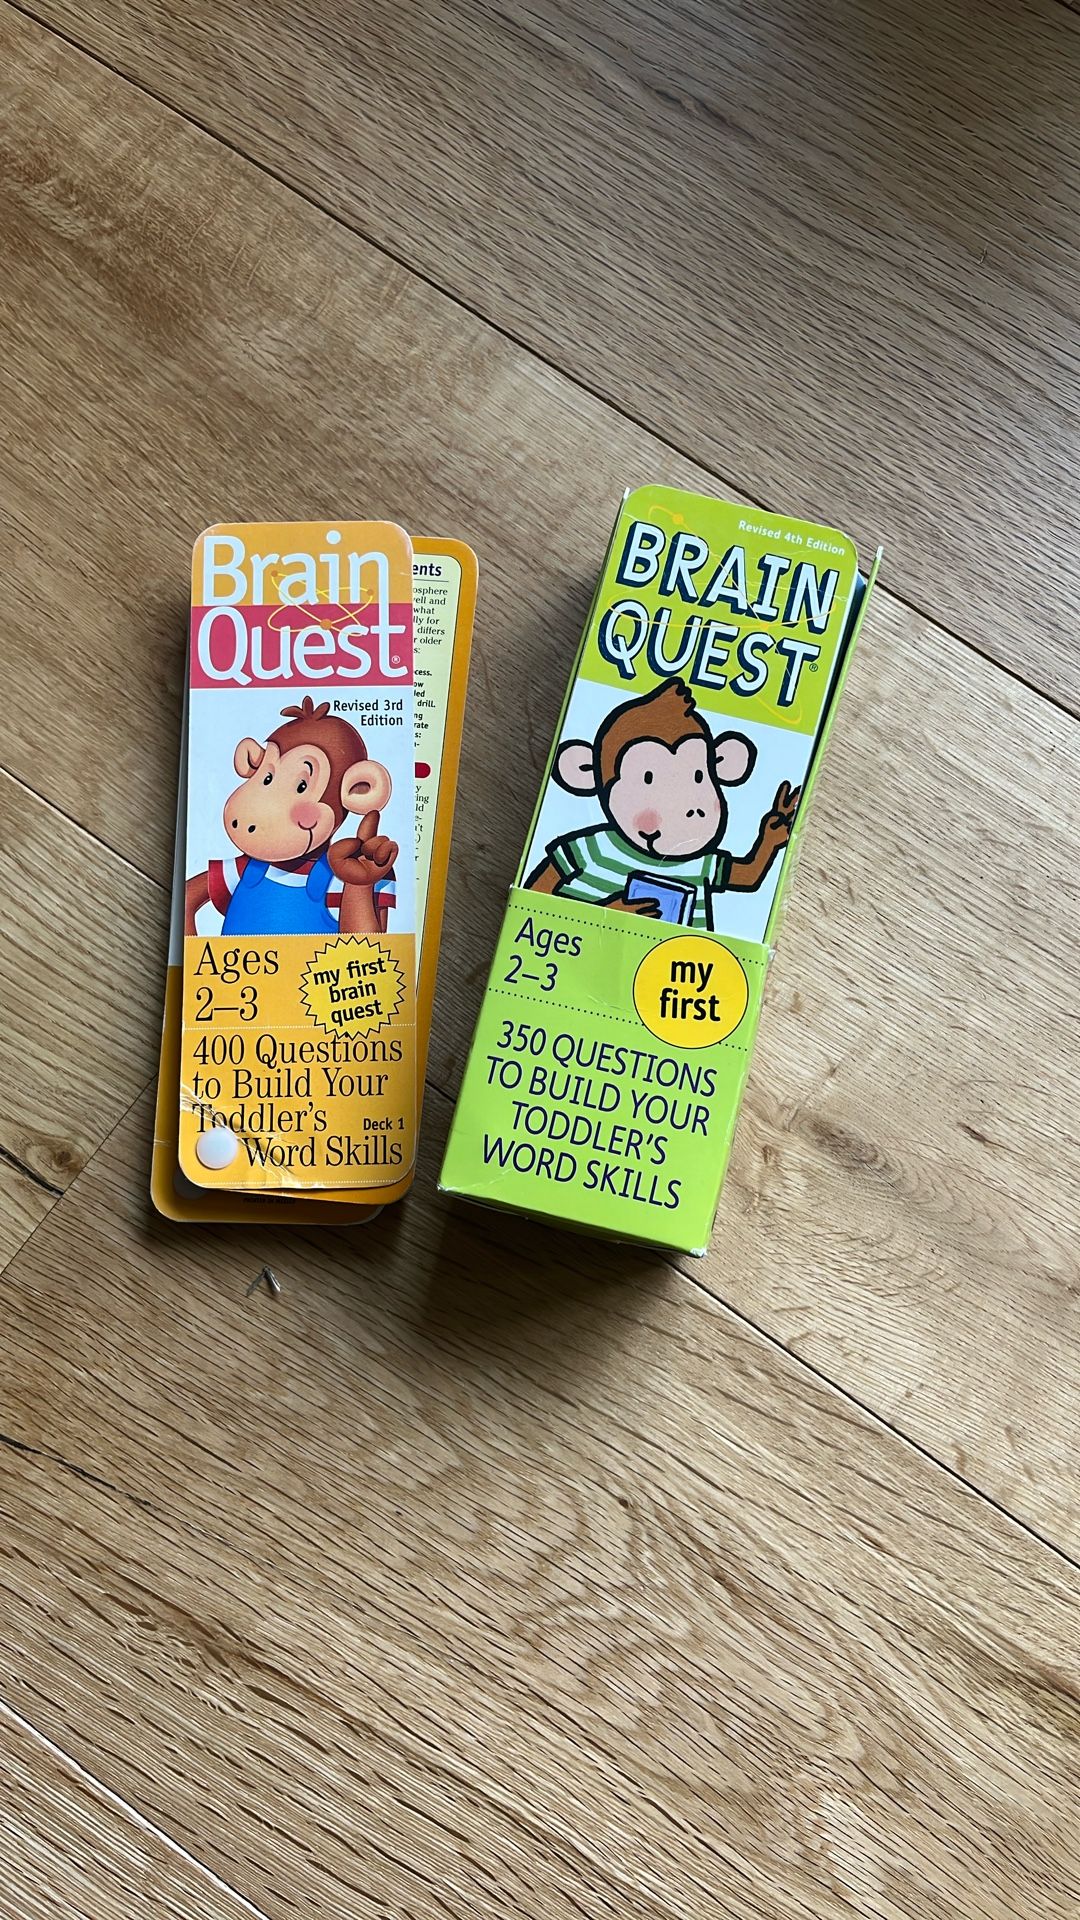 Brain
Quest®
Revised 3rd
Edition
Ages
2–3
my first
brain
quest
400 Questions
to Build Your
Toddler's
Deck 1
Word Skills
Revised 4th Edition
BRAIN
QUEST®
Ages
2–3
my
first
350 QUESTIONS
TO BUILD YOUR
TODDLER'S
WORD SKILLS